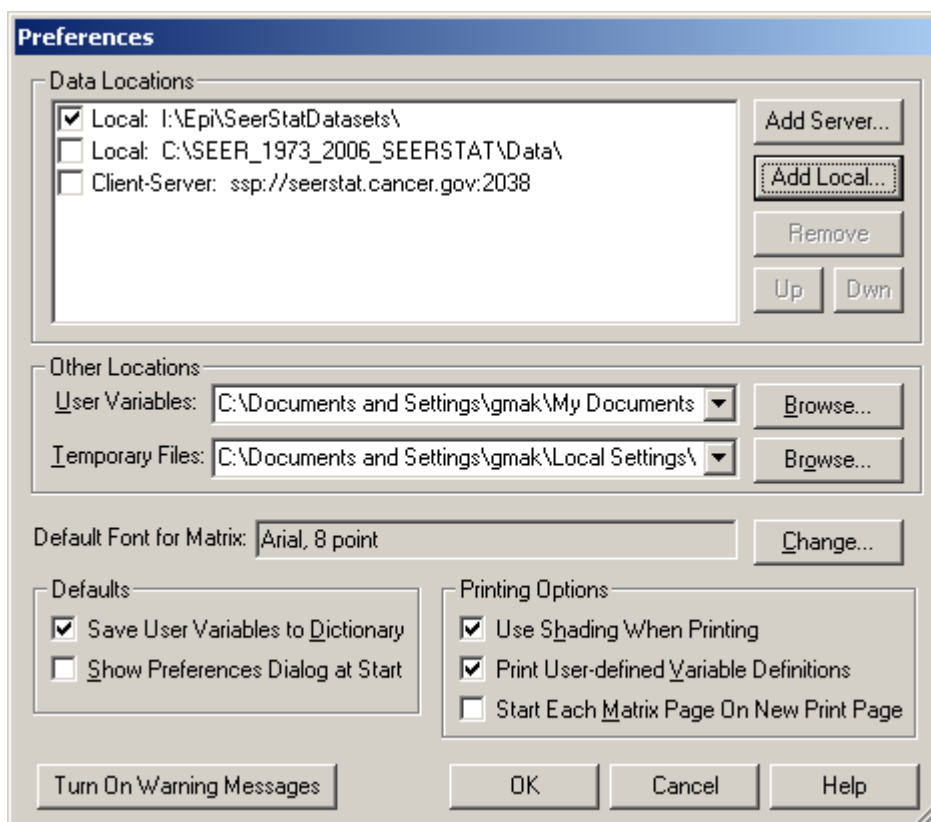 Preferences
Data Locations
Local: I:\Epi\SeerStatDatasets\
Local: C:\SEER_1973_2006_SEERSTAT\Data\
Client-Server: ssp://seerstat.cancer.gov:2038
Add Server...
Add Local...
Remove
Up
Dwn
Other Locations
User Variables:
C:\Documents and Settings\gmak\My Documents
Browse...
Temporary Files:
C:\Documents and Settings\gmak\Local Settings\
Browse...
Default Font for Matrix:
Arial, 8 point
Change...
Defaults
Save User Variables to Dictionary
Show Preferences Dialog at Start
Printing Options
Use Shading When Printing
Print User-defined Variable Definitions
Start Each Matrix Page On New Print Page
Turn On Warning Messages
OK
Cancel
Help